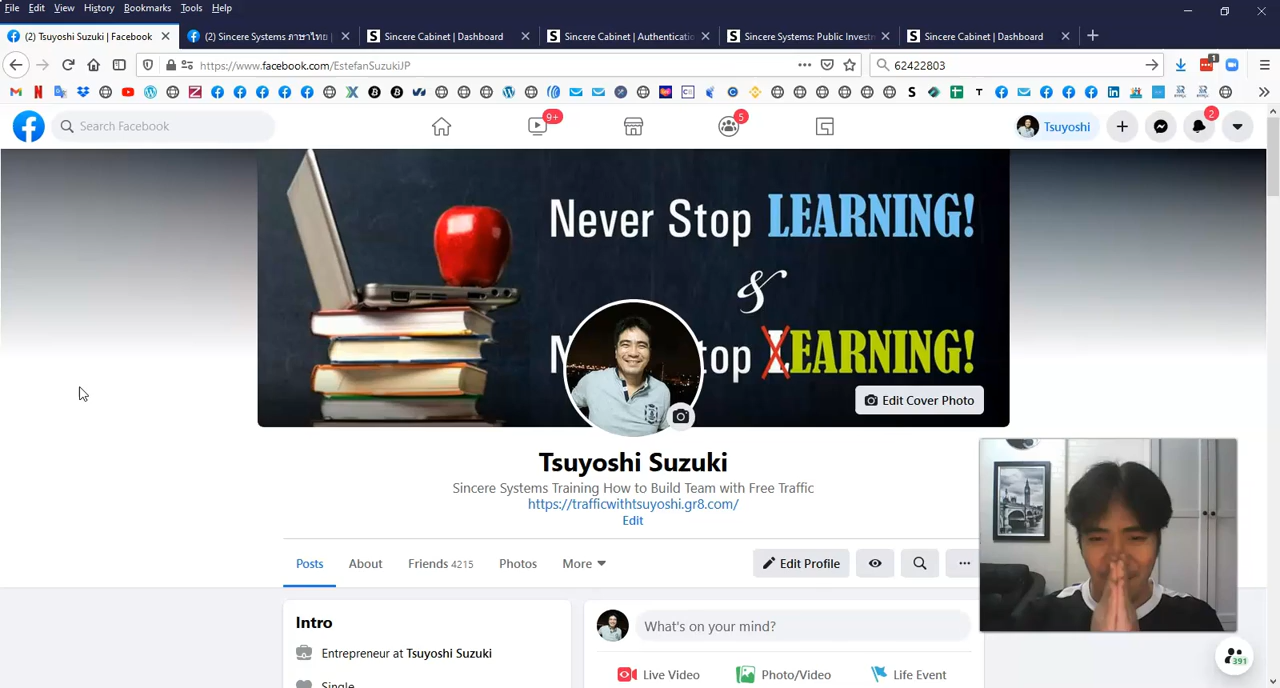 File Edit View History Bookmarks Tools Help
(2) Tsuyoshi Suzuki | Facebook
(2) Sincere Systems ภาษาไทย |
Sincere Cabinet | Dashboard
Sincere Cabinet | Authenticatio
Sincere Systems: Public Investm
Sincere Cabinet | Dashboard
https://www.facebook.com/EstefanSuzukiJP
62422803
1
Search Facebook
9+
5
Tsuyoshi
2
Never Stop LEARNING!
&
N top LEARNING!
Edit Cover Photo
Tsuyoshi Suzuki
Sincere Systems Training How to Build Team with Free Traffic
https://trafficwithtsuyoshi.gr8.com/
Edit
Posts About Friends 4215 Photos More
Edit Profile
Intro
What's on your mind?
Entrepreneur at Tsuyoshi Suzuki
Live Video Photo/Video Life Event
Single
391